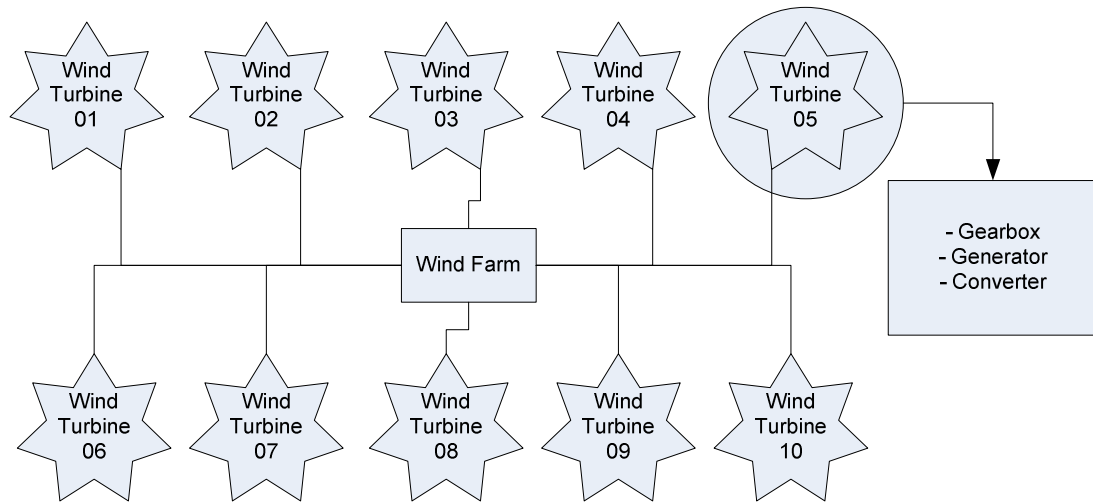 Wind
Turbine
01
Wind
Turbine
02
Wind
Turbine
03
Wind
Turbine
04
Wind
Turbine
05
Wind Farm
- Gearbox
- Generator
- Converter
Wind
Turbine
06
Wind
Turbine
07
Wind
Turbine
08
Wind
Turbine
09
Wind
Turbine
10